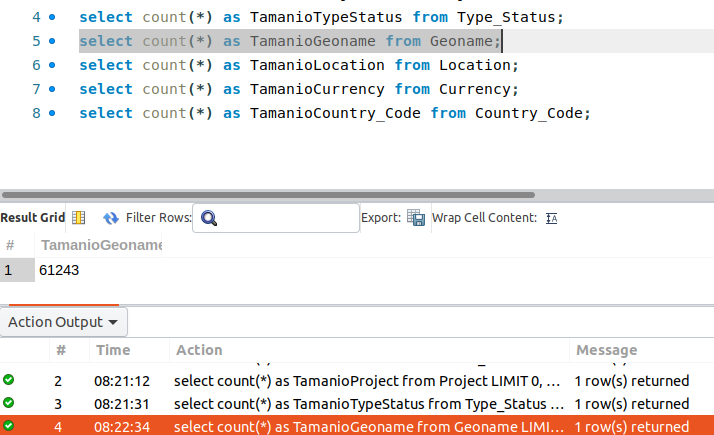 4 select count(*) as TamanioTypeStatus from Type_Status;
5 select count(*) as TamanioGeoname from Geoname;
6 select count(*) as TamanioLocation from Location;
7 select count(*) as TamanioCurrency from Currency;
8 select count(*) as TamanioCountry_Code from Country_Code;
Result Grid Filter Rows: Export: Wrap Cell Content:
# TamanioGeoname
1 61243
Action Output
# Time Action Message
2 08:21:12 select count(*) as TamanioProject from Project LIMIT 0, ... 1 row(s) returned
3 08:21:31 select count(*) as TamanioTypeStatus from Type_Status ... 1 row(s) returned
4 08:22:34 select count(*) as TamanioGeoname from Geoname LIMI... 1 row(s) returned